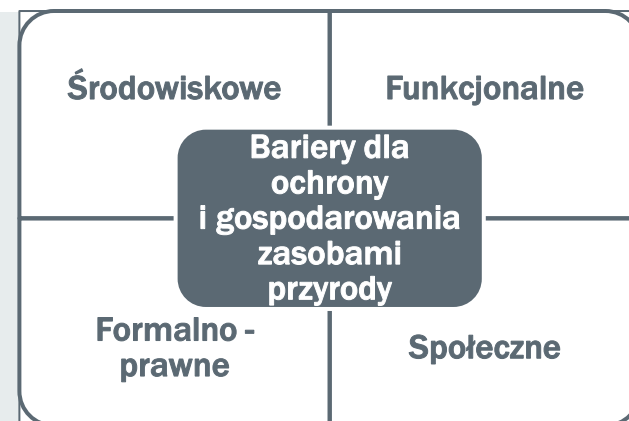 Środowiskowe
Funkcjonalne
Bariery dla
ochrony
i gospodarowania
zasobami
przyrody
Formalno -
prawne
Społeczne